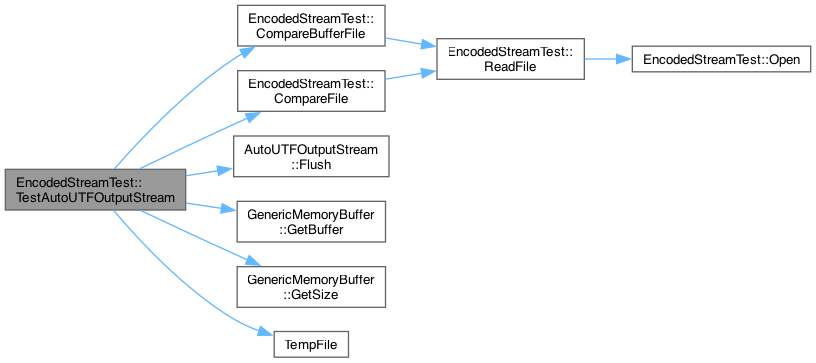 EncodedStreamTest::
TestAutoUTFOutputStream
EncodedStreamTest::
CompareBufferFile
EncodedStreamTest::
CompareFile
AutoUTFOutputStream
::Flush
GenericMemoryBuffer
::GetBuffer
GenericMemoryBuffer
::GetSize
TempFile
EncodedStreamTest::
ReadFile
EncodedStreamTest::Open